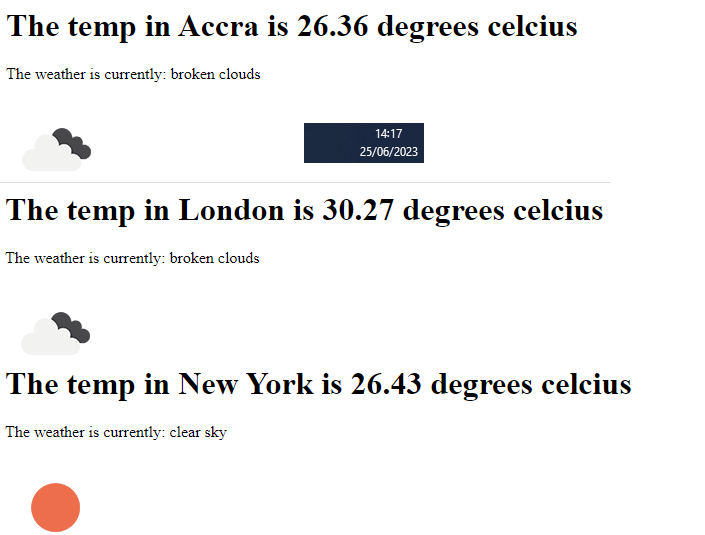 The temp in Accra is 26.36 degrees celcius
The weather is currently: broken clouds
14:17
25/06/2023
The temp in London is 30.27 degrees celcius
The weather is currently: broken clouds
The temp in New York is 26.43 degrees celcius
The weather is currently: clear sky